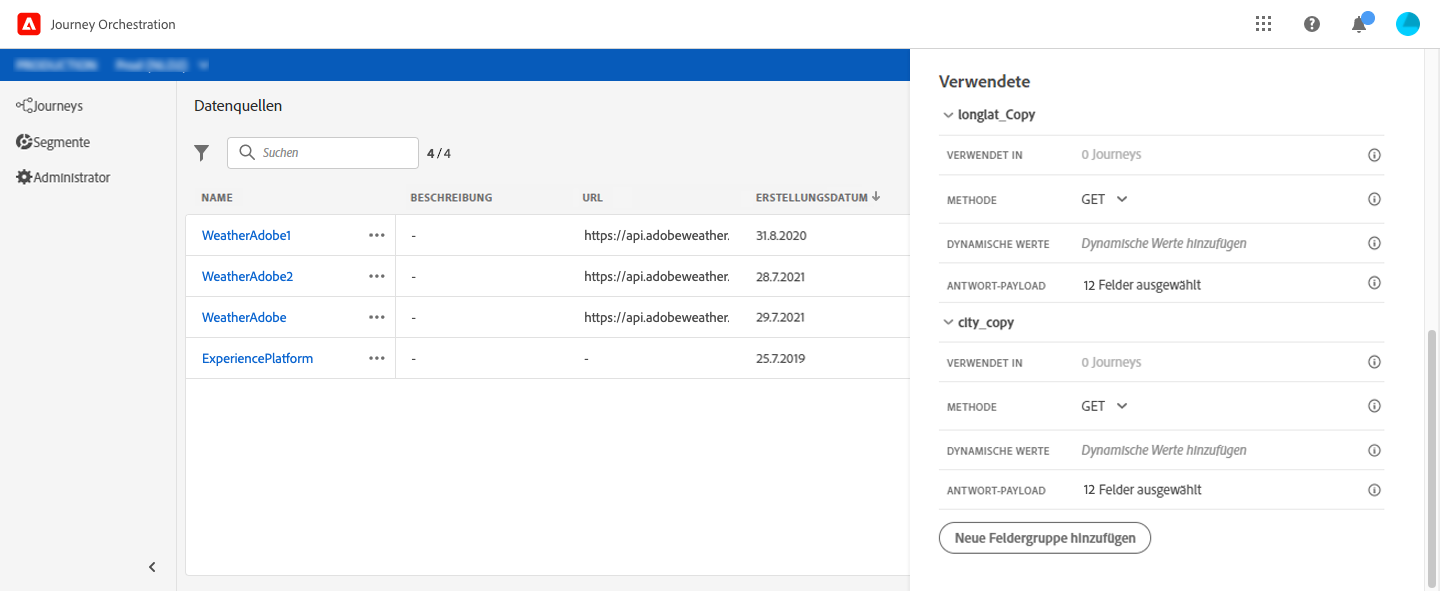 Journey Orchestration
PRODUCTION
Journeys
Segmente
Administrator
Datenquellen
Suchen
4 / 4
NAME BESCHREIBUNG URL ERSTELLUNGSDATUM
WeatherAdobe1 - https://api.adobeweather. 31.8.2020
WeatherAdobe2 - https://api.adobeweather. 28.7.2021
WeatherAdobe - https://api.adobeweather. 29.7.2021
ExperiencePlatform - - 25.7.2019
Verwendete
longlat_Copy
VERWENDET IN 0 Journeys
METHODE GET
DYNAMISCHE WERTE Dynamische Werte hinzufügen
ANTWORT-PAYLOAD 12 Felder ausgewählt
city_copy
VERWENDET IN 0 Journeys
METHODE GET
DYNAMISCHE WERTE Dynamische Werte hinzufügen
ANTWORT-PAYLOAD 12 Felder ausgewählt
Neue Feldergruppe hinzufügen